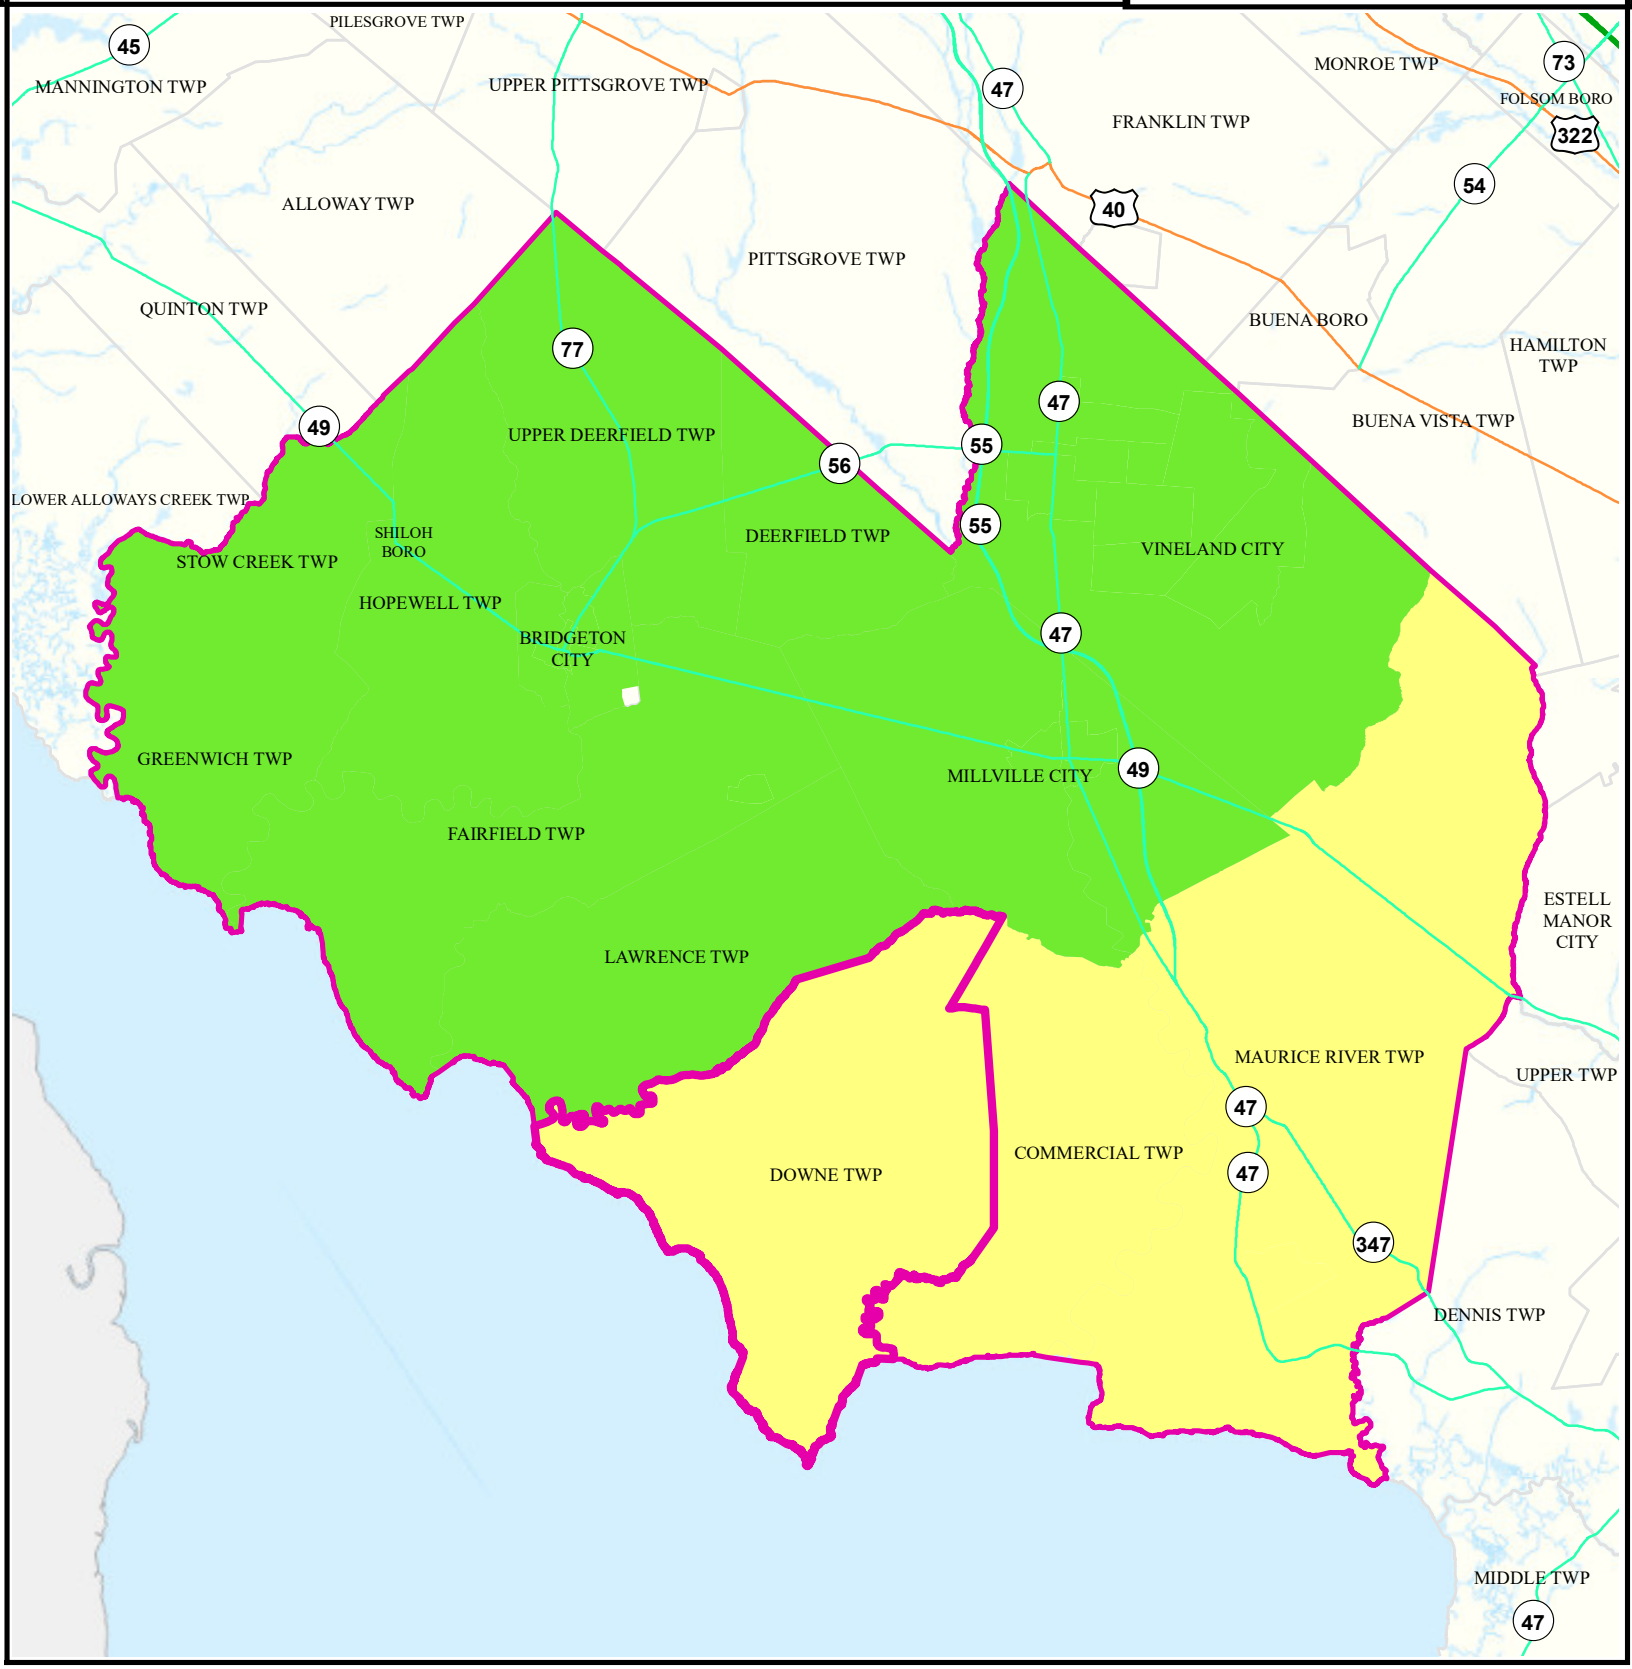 PILESGROVE TWP
45
MANNINGTON TWP
UPPER PITTSGROVE TWP
47
MONROE TWP
73
FOLSOM BORO
322
FRANKLIN TWP
54
40
ALLOWAY TWP
PITTSGROVE TWP
QUINTON TWP
BUENA BORO
HAMILTON
TWP
77
47
49
BUENA VISTA TWP
UPPER DEERFIELD TWP
55
56
LOWER ALLOWAYS CREEK TWP
55
SHILOH
BORO
DEERFIELD TWP
VINELAND CITY
STOW CREEK TWP
HOPEWELL TWP
47
BRIDGETON
CITY
GREENWICH TWP
MILLVILLE CITY
49
FAIRFIELD TWP
ESTELL
MANOR
CITY
LAWRENCE TWP
MAURICE RIVER TWP
UPPER TWP
47
COMMERCIAL TWP
DOWNE TWP
47
347
DENNIS TWP
MIDDLE TWP
47